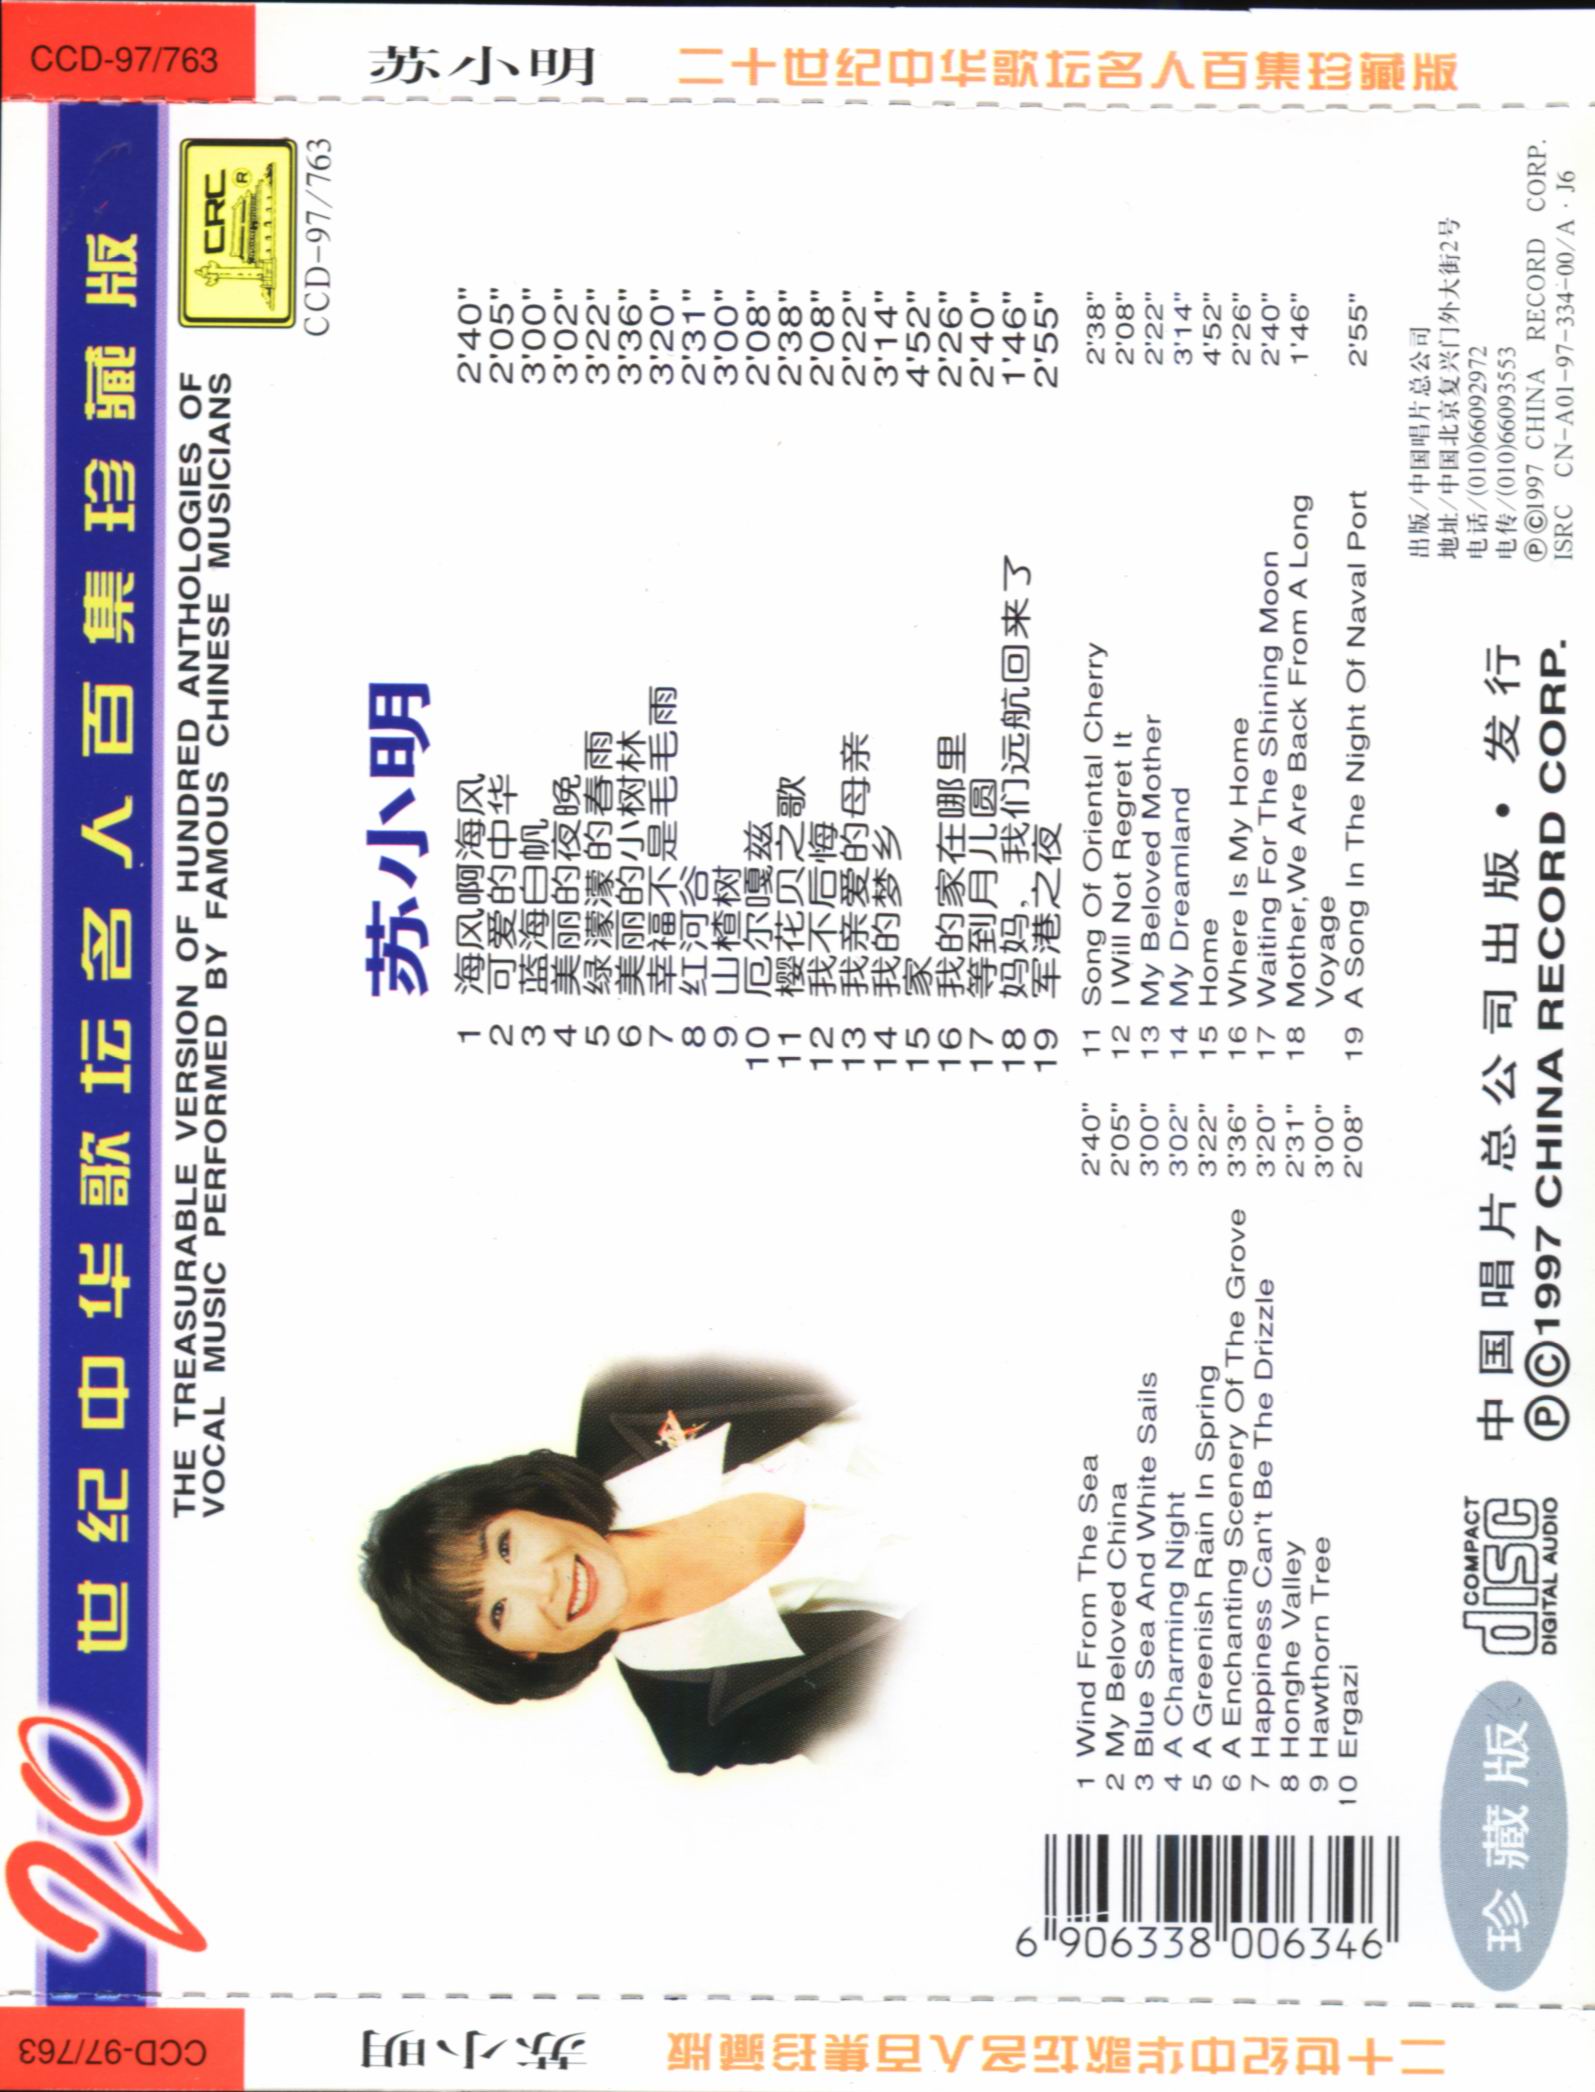 CCD-97/763
苏小明
二十世纪中华歌坛名人百集珍藏版
20 世纪中华歌坛名人百集珍藏版
THE TREASURABLE VERSION OF HUNDRED ANTHOLOGIES OF
VOCAL MUSIC PERFORMED BY FAMOUS CHINESE MUSICIANS
CRC
®
CCD-97/763
苏小明
1 海风啊海风 2'40"
2 可爱的中华 2'05"
3 蓝海白帆 3'00"
4 美丽的夜晚 3'02"
5 绿濛濛的春雨 3'22"
6 美丽的小树林 3'36"
7 幸福不是毛毛雨 3'20"
8 红河谷 2'31"
9 山楂树 3'00"
10 厄尔嘎兹 2'08"
11 樱花贝之歌 2'38"
12 我不后悔 2'08"
13 我亲爱的母亲 2'22"
14 我的梦乡 3'14"
15 家 4'52"
16 我的家在哪里 2'26"
17 等到月儿圆 2'40"
18 妈妈,我们远航回来了 1'46"
19 军港之夜 2'55"
1 Wind From The Sea 2'40"
2 My Beloved China 2'05"
3 Blue Sea And White Sails 3'00"
4 A Charming Night 3'02"
5 A Greenish Rain In Spring 3'22"
6 A Enchanting Scenery Of The Grove 3'36"
7 Happiness Can't Be The Drizzle 3'20"
8 Honghe Valley 2'31"
9 Hawthorn Tree 3'00"
10 Ergazi 2'08"
11 Song Of Oriental Cherry 2'38"
12 I Will Not Regret It 2'08"
13 My Beloved Mother 2'22"
14 My Dreamland 3'14"
15 Home 4'52"
16 Where Is My Home 2'26"
17 Waiting For The Shining Moon 2'40"
18 Mother,We Are Back From A Long 1'46"
Voyage
19 A Song In The Night Of Naval Port 2'55"
6 906338 006346
珍藏版
COMPACT
disc
DIGITAL AUDIO
中国唱片总公司出版·发行
℗©1997 CHINA RECORD CORP.
出版/中国唱片总公司
地址/中国北京复兴门外大街2号
电话/(010)66092972
电传/(010)66093553
℗©1997 CHINA RECORD CORP.
ISRC CN-A01-97-334-00/A·J6
二十世纪中华歌坛名人百集珍藏版
苏小明
CCD-97/763